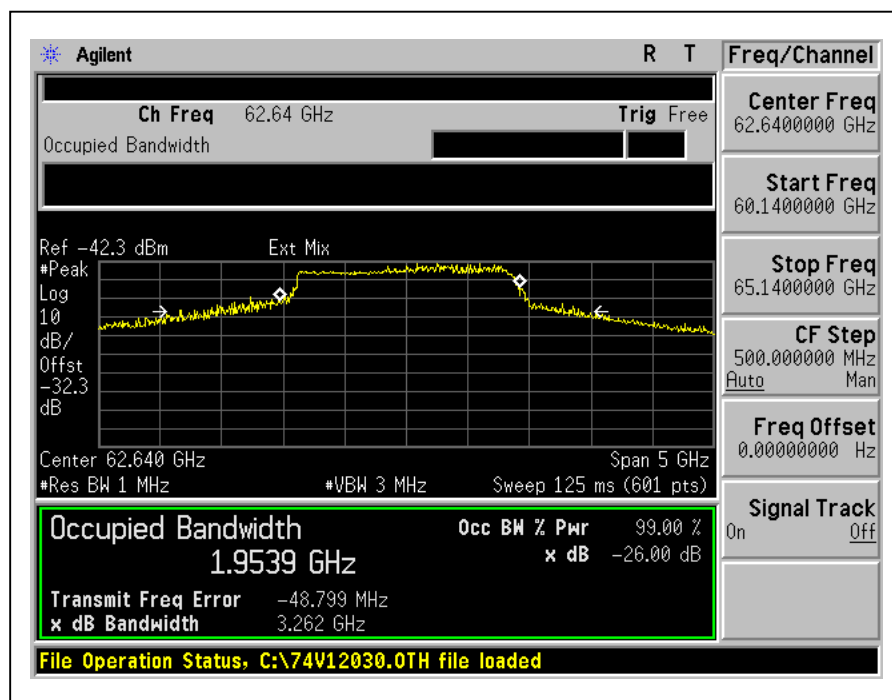 Agilent R T Freq/Channel
Ch Freq 62.64 GHz Trig Free
Occupied Bandwidth
Center Freq
62.6400000 GHz
Start Freq
60.1400000 GHz
Stop Freq
65.1400000 GHz
CF Step
500.000000 MHz
Auto Man
Freq Offset
0.00000000 Hz
Signal Track
On Off
Ref -42.3 dBm Ext Mix
#Peak
Log
10
dB/
Offst
-32.3
dB
Center 62.640 GHz Span 5 GHz
#Res BW 1 MHz #VBW 3 MHz Sweep 125 ms (601 pts)
Occupied Bandwidth Occ BW % Pwr 99.00 %
1.9539 GHz x dB -26.00 dB
Transmit Freq Error -48.799 MHz
x dB Bandwidth 3.262 GHz
File Operation Status, C:\74V12030.OTH file loaded